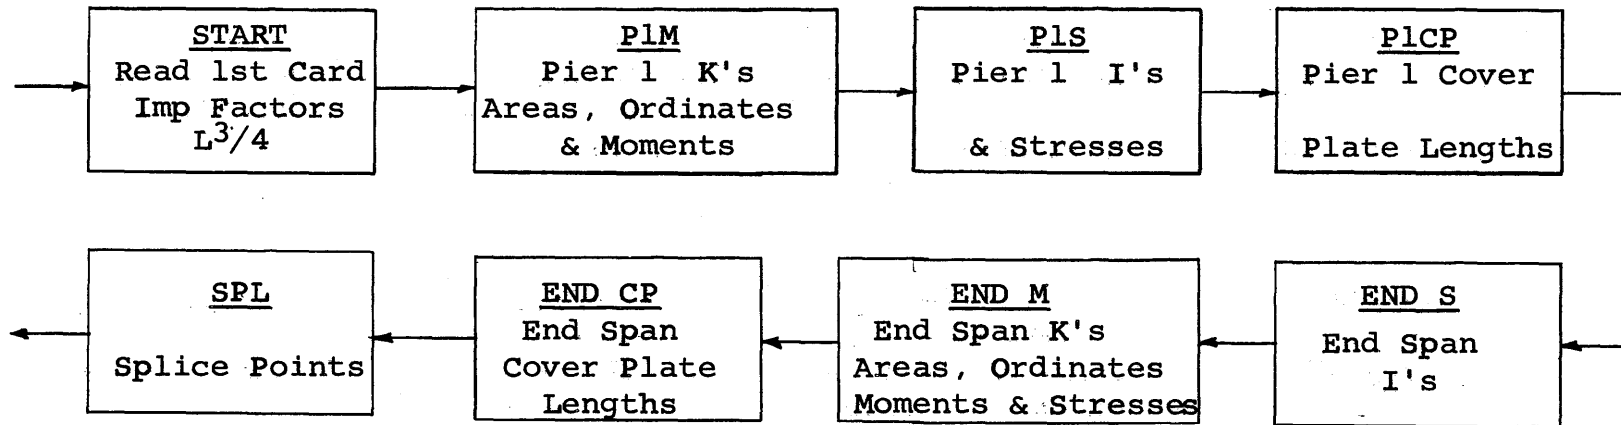 START
Read 1st Card
Imp Factors
L3/4
P1M
Pier 1 K's
Areas, Ordinates
& Moments
P1S
Pier 1 I's
& Stresses
P1CP
Pier 1 Cover
Plate Lengths
SPL
Splice Points
END CP
End Span
Cover Plate
Lengths
END M
End Span K's
Areas, Ordinates
Moments & Stresses
END S
End Span
I's